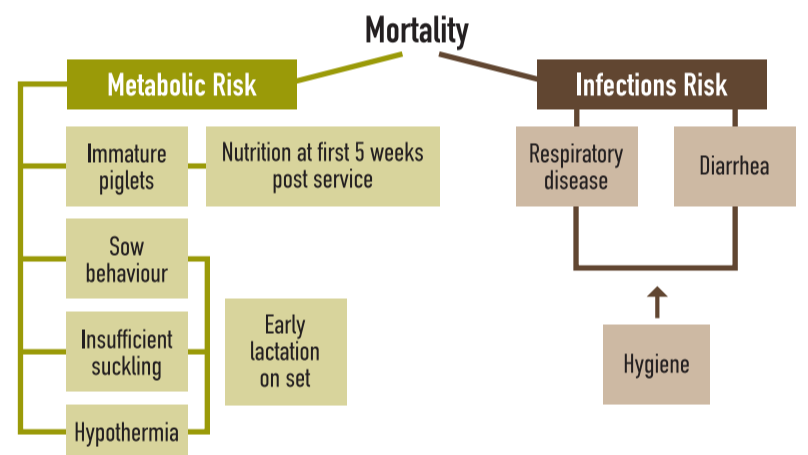 Mortality
Metabolic Risk
Infections Risk
Immature
piglets
Nutrition at first 5 weeks
post service
Respiratory
disease
Diarrhea
Sow
behaviour
Insufficient
suckling
Early
lactation
on set
Hygiene
Hypothermia